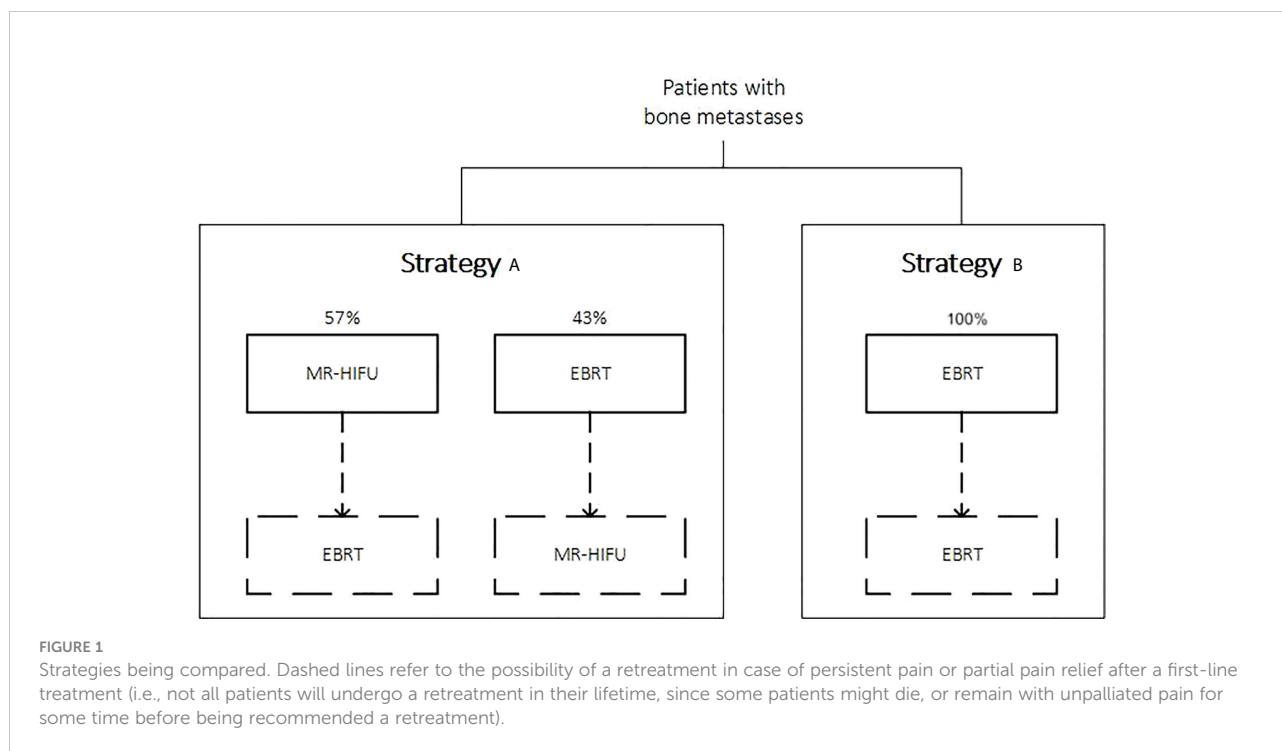 Patients with
bone metastases
Strategy A
57%
43%
MR-HIFU
EBRT
EBRT
MR-HIFU
Strategy B
100%
EBRT
EBRT
FIGURE 1
Strategies being compared. Dashed lines refer to the possibility of a retreatment in case of persistent pain or partial pain relief after a first-line
treatment (i.e., not all patients will undergo a retreatment in their lifetime, since some patients might die, or remain with unpalliated pain for
some time before being recommended a retreatment).